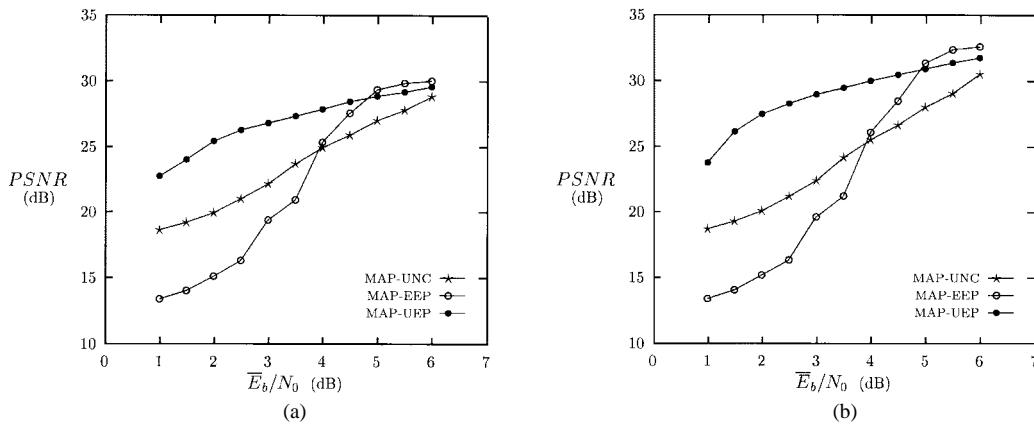 35
30
25
PSNR
(dB)
20
15
10
0 1 2 3 4 5 6 7
MAP-UNC
MAP-EEP
MAP-UEP
E̅b/N0 (dB)
(a)
35
30
25
PSNR
(dB)
20
15
10
0 1 2 3 4 5 6 7
MAP-UNC
MAP-EEP
MAP-UEP
E̅b/N0 (dB)
(b)